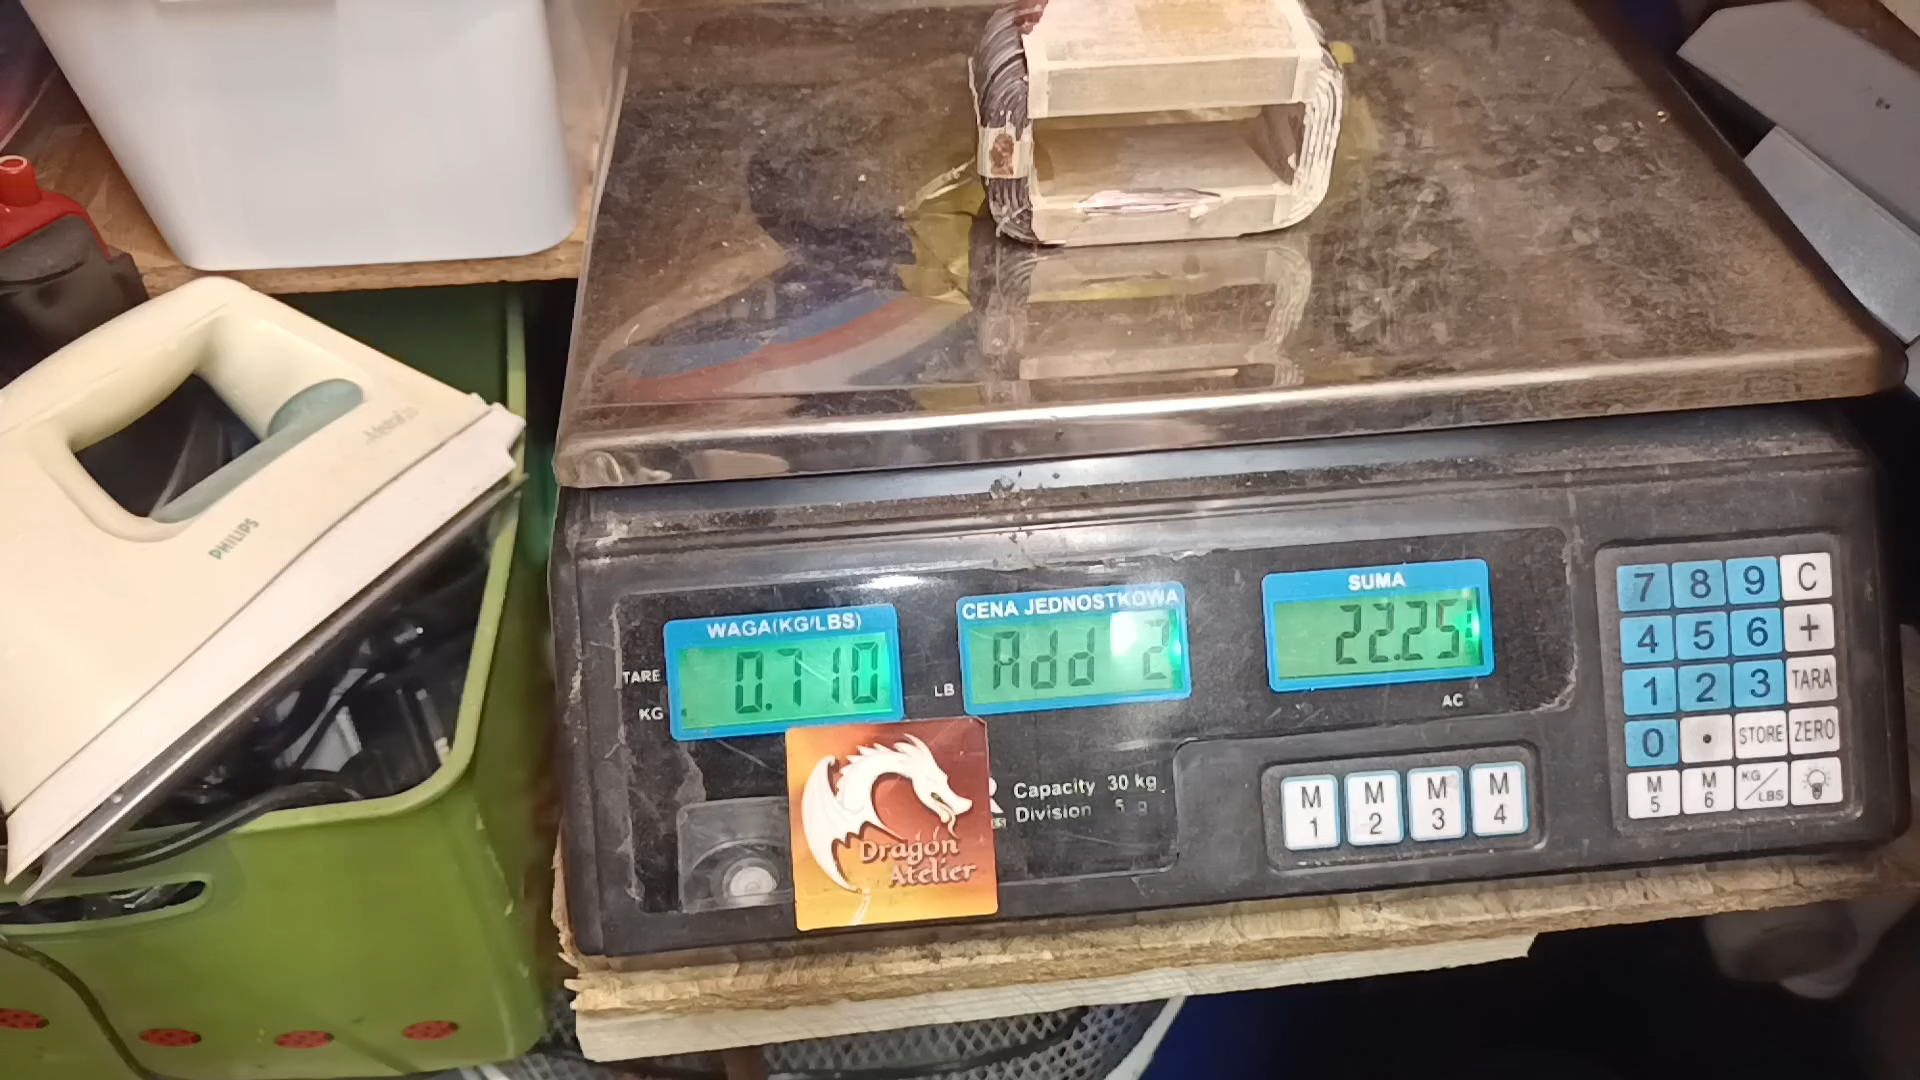 PHILIPS
WAGA(KG/LBS)
CENA JEDNOSTKOWA
SUMA
TARE
KG
0.710
LB
Add 2
22.25
AC
Capacity 30 kg
Division 5 g
Dragon
Atelier
7 8 9 C
4 5 6 +
1 2 3 TARA
0 . STORE ZERO
M 5 M 6 KG/LBS
M 1 M 2 M 3 M 4